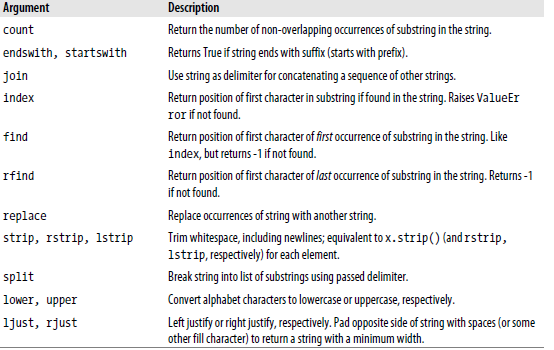 Argument Description
count Return the number of non-overlapping occurrences of substring in the string.
endswith, startswith Returns True if string ends with suffix (starts with prefix).
join Use string as delimiter for concatenating a sequence of other strings.
index Return position of first character in substring if found in the string. Raises ValueEr
ror if not found.
find Return position of first character of first occurrence of substring in the string. Like
index, but returns -1 if not found.
rfind Return position of first character of last occurrence of substring in the string. Returns -1
if not found.
replace Replace occurrences of string with another string.
strip, rstrip, lstrip Trim whitespace, including newlines; equivalent to x.strip() (and rstrip,
lstrip, respectively) for each element.
split Break string into list of substrings using passed delimiter.
lower, upper Convert alphabet characters to lowercase or uppercase, respectively.
ljust, rjust Left justify or right justify, respectively. Pad opposite side of string with spaces (or some
other fill character) to return a string with a minimum width.